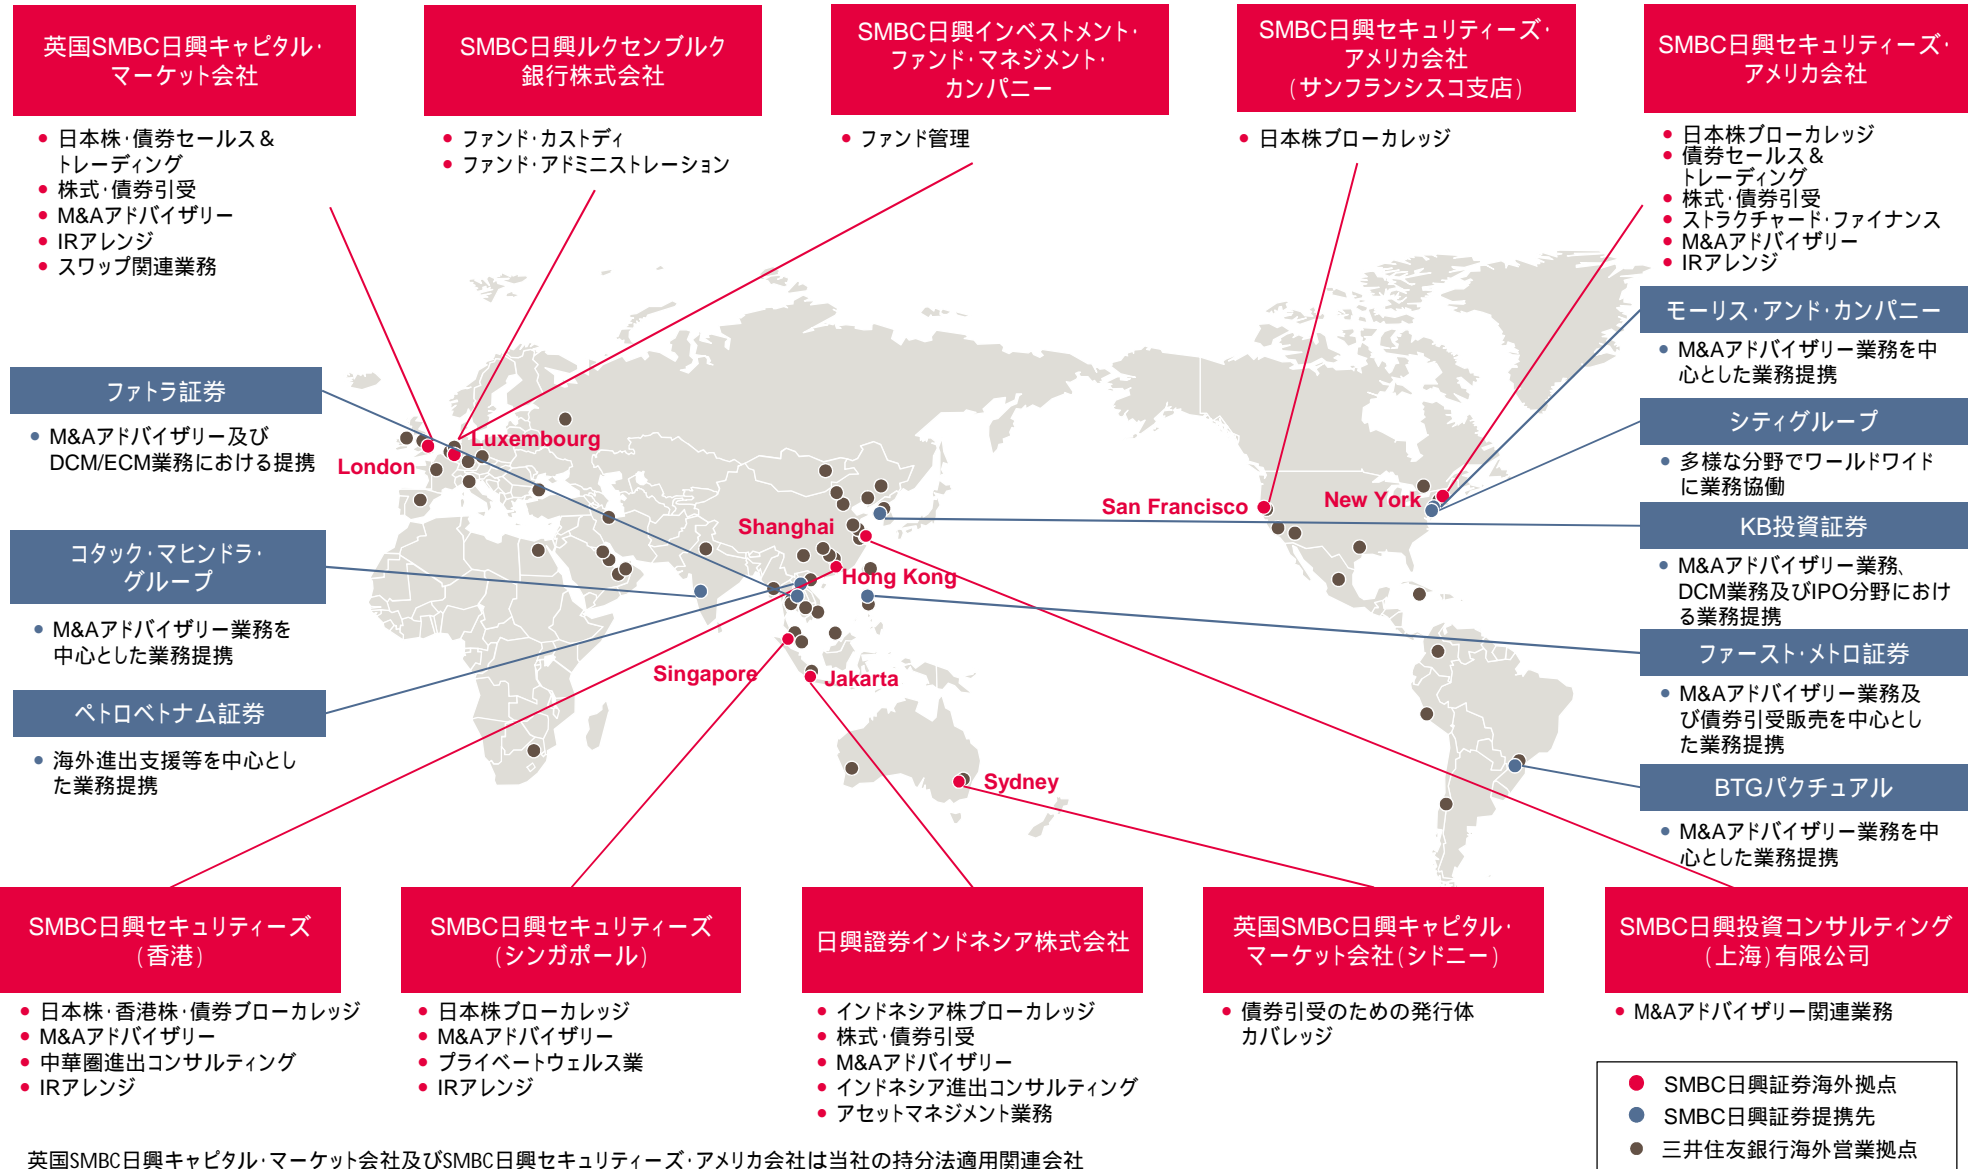 英国SMBC日興キャピタル・
マーケット会社
SMBC日興ルクセンブルク
銀行株式会社
SMBC日興インベストメント・
ファンド・マネジメント・
カンパニー
SMBC日興セキュリティーズ・
アメリカ会社
(サンフランシスコ支店)
SMBC日興セキュリティーズ・
アメリカ会社
• 日本株・債券セールス＆
トレーディング
• 株式・債券引受
• M&Aアドバイザリー
• IRアレンジ
• スワップ関連業務
• ファンド・カストディ
• ファンド・アドミニストレーション
• ファンド管理
• 日本株ブローカレッジ
• 日本株ブローカレッジ
• 債券セールス＆
トレーディング
• 株式・債券引受
• ストラクチャード・ファイナンス
• M&Aアドバイザリー
• IRアレンジ
ファトラ証券
• M&Aアドバイザリー及び
DCM/ECM業務における提携
コタック・マヒンドラ・
グループ
• M&Aアドバイザリー業務を
中心とした業務提携
ペトロベトナム証券
• 海外進出支援等を中心とし
た業務提携
London
Luxembourg
Shanghai
Hong Kong
Singapore
Jakarta
Sydney
San Francisco
New York
モーリス・アンド・カンパニー
• M&Aアドバイザリー業務を中
心とした業務提携
シティグループ
• 多様な分野でワールドワイド
に業務協働
KB投資証券
• M&Aアドバイザリー業務、
DCM業務及びIPO分野におけ
る業務提携
ファースト・メトロ証券
• M&Aアドバイザリー業務及
び債券引受販売を中心とし
た業務提携
BTGパクチュアル
• M&Aアドバイザリー業務を中
心とした業務提携
SMBC日興セキュリティーズ
(香港)
SMBC日興セキュリティーズ
(シンガポール)
日興證券インドネシア株式会社
英国SMBC日興キャピタル・
マーケット会社(シドニー)
SMBC日興投資コンサルティング
(上海)有限公司
• 日本株・香港株・債券ブローカレッジ
• M&Aアドバイザリー
• 中華圏進出コンサルティング
• IRアレンジ
• 日本株ブローカレッジ
• M&Aアドバイザリー
• プライベートウェルス業
• IRアレンジ
• インドネシア株ブローカレッジ
• 株式・債券引受
• M&Aアドバイザリー
• インドネシア進出コンサルティング
• アセットマネジメント業務
• 債券引受のための発行体
カバレッジ
• M&Aアドバイザリー関連業務
● SMBC日興証券海外拠点
● SMBC日興証券提携先
● 三井住友銀行海外営業拠点
英国SMBC日興キャピタル・マーケット会社及びSMBC日興セキュリティーズ・アメリカ会社は当社の持分法適用関連会社